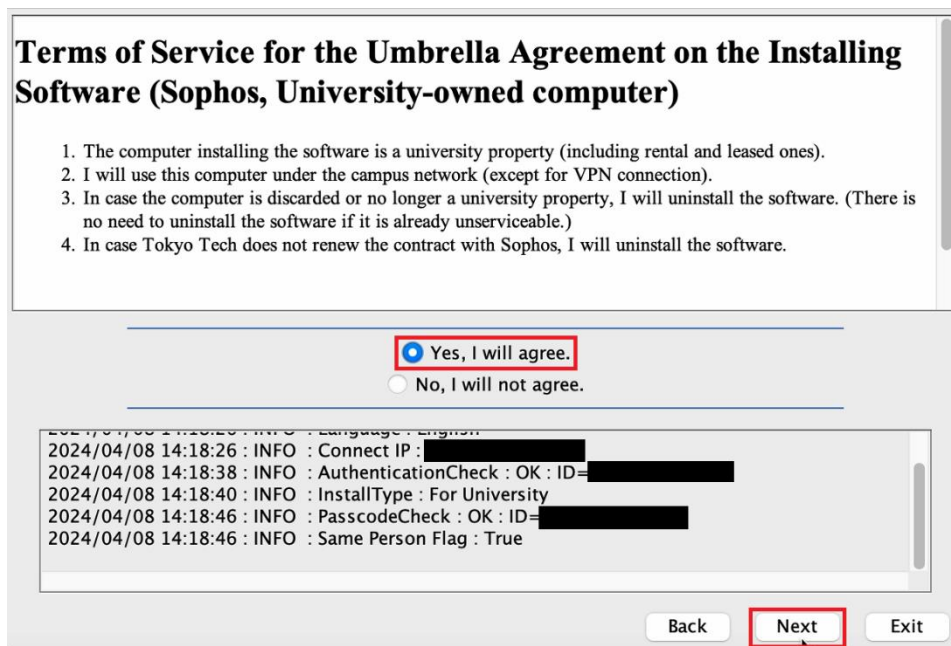 Terms of Service for the Umbrella Agreement on the Installing
Software (Sophos, University-owned computer)
1. The computer installing the software is a university property (including rental and leased ones).
2. I will use this computer under the campus network (except for VPN connection).
3. In case the computer is discarded or no longer a university property, I will uninstall the software. (There is
no need to uninstall the software if it is already unserviceable.)
4. In case Tokyo Tech does not renew the contract with Sophos, I will uninstall the software.
Yes, I will agree.
No, I will not agree.
: INFO : Language : English
2024/04/08 14:18:26 : INFO : Connect IP :
2024/04/08 14:18:38 : INFO : AuthenticationCheck : OK : ID=
2024/04/08 14:18:40 : INFO : InstallType : For University
2024/04/08 14:18:46 : INFO : PasscodeCheck : OK : ID=
2024/04/08 14:18:46 : INFO : Same Person Flag : True
Back
Next
Exit